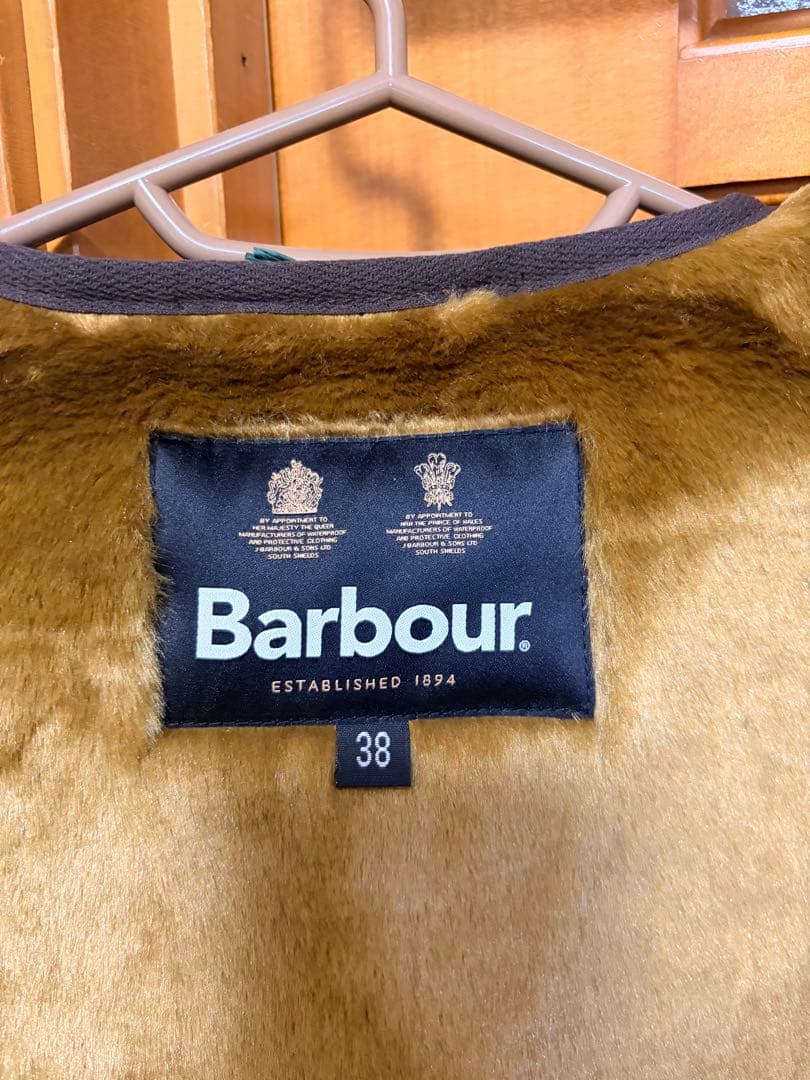 BY APPOINTMENT TO
HER MAJESTY THE QUEEN
MANUFACTURERS OF WATERPROOF
AND PROTECTIVE CLOTHING
J BARBOUR & SONS LTD
SOUTH SHIELDS
BY APPOINTMENT TO
HRH THE PRINCE OF WALES
MANUFACTURERS OF WATERPROOF
AND PROTECTIVE CLOTHING
J BARBOUR & SONS LTD
SOUTH SHIELDS
Barbour®
ESTABLISHED 1894
38